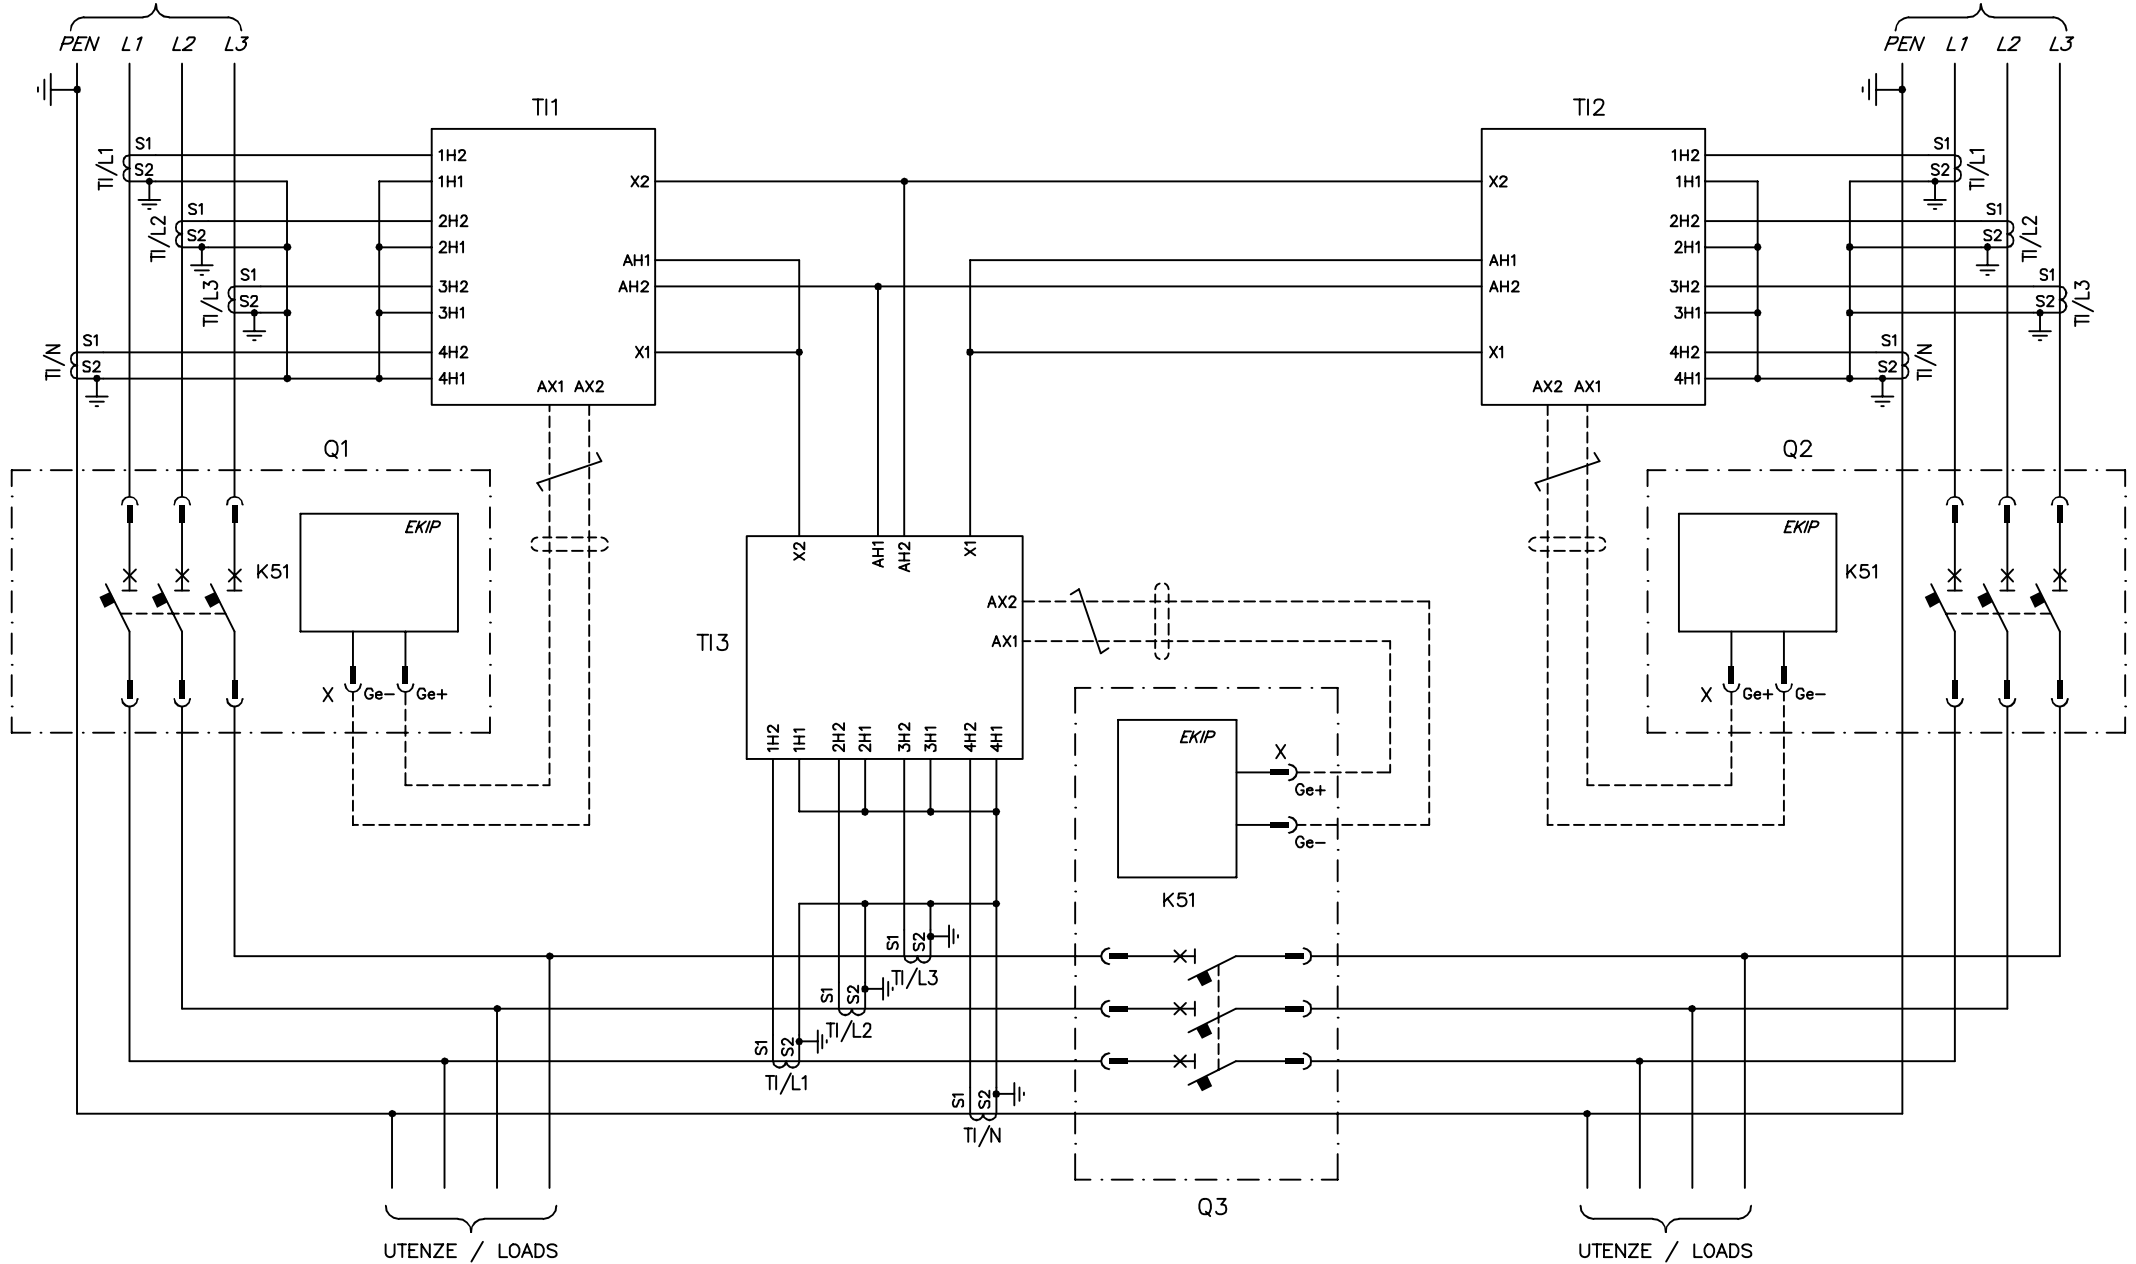 PEN L1 L2 L3
PEN L1 L2 L3
TI1
TI2
TI/L1
S1
S2
TI/L2
S1
S2
TI/L3
S1
S2
TI/N
S1
S2
1H2
1H1
2H2
2H1
3H2
3H1
4H2
4H1
X2
AH1
AH2
X1
AX1 AX2
X2
AH1
AH2
X1
AX2 AX1
1H2
1H1
2H2
2H1
3H2
3H1
4H2
4H1
S1
S2
TI/L1
S1
S2
TI/L2
S1
S2
TI/L3
S1
S2
TI/N
Q1
EKIP
K51
X Ge- Ge+
Q2
EKIP
K51
X Ge+ Ge-
TI3
X2 AH1 AH2 X1
AX2
AX1
1H2 1H1 2H2 2H1 3H2 3H1 4H2 4H1
EKIP
X
Ge+
Ge-
K51
S1 S2
TI/L3
S1 S2
TI/L2
S1 S2
TI/L1
S1 S2
TI/N
Q3
UTENZE / LOADS
UTENZE / LOADS